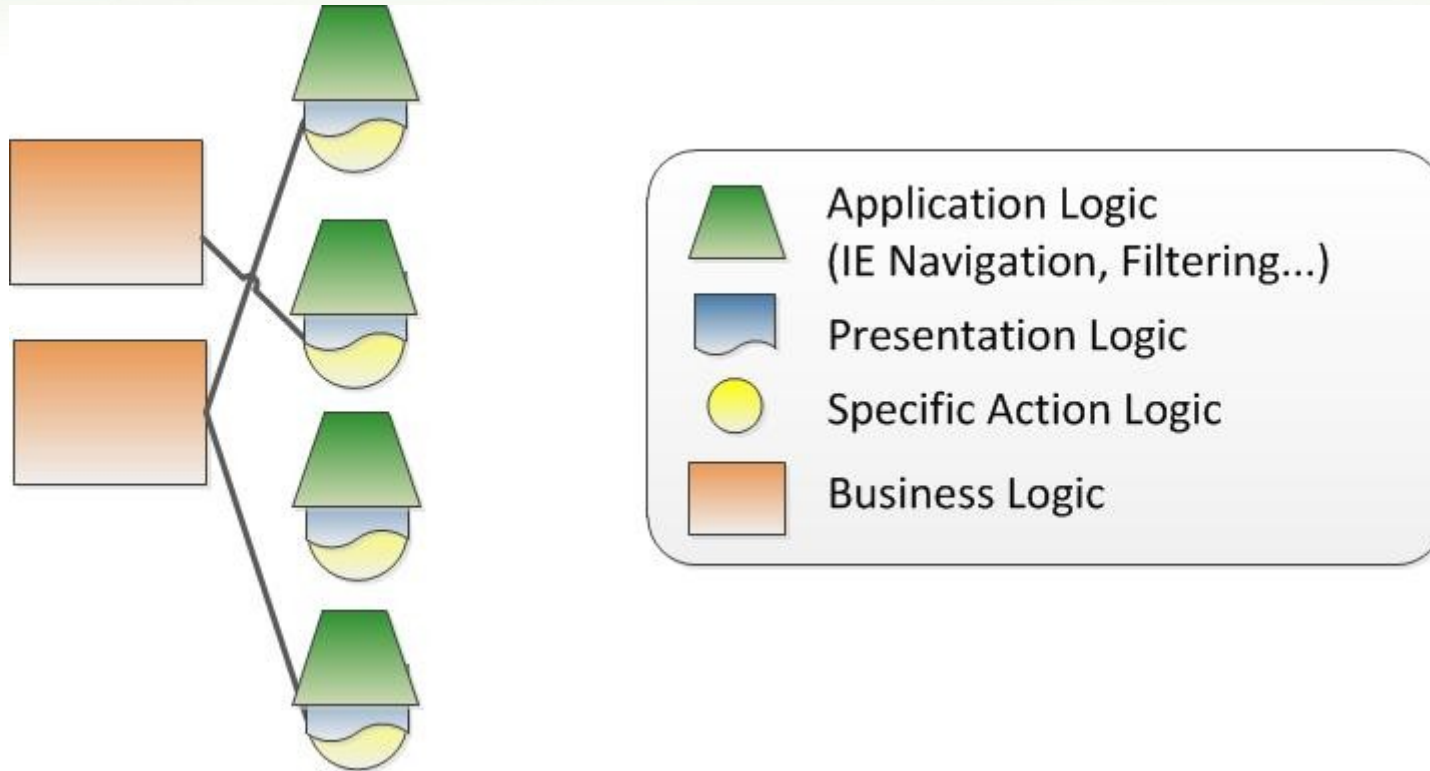 Application Logic
(IE Navigation, Filtering...)
Presentation Logic
Specific Action Logic
Business Logic